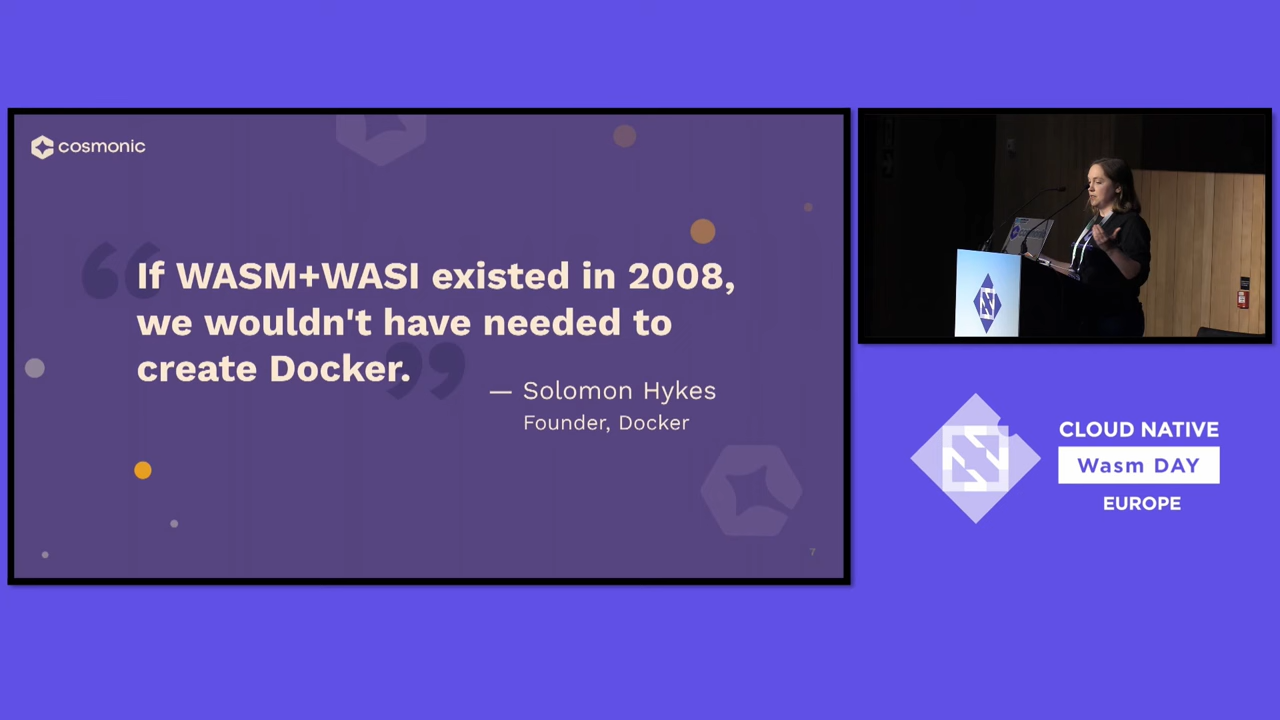 cosmonic
If WASM+WASI existed in 2008,
we wouldn't have needed to
create Docker.
— Solomon Hykes
Founder, Docker
7
CLOUD NATIVE
Wasm DAY
EUROPE